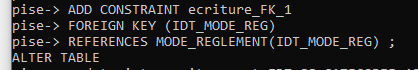 pise-> ADD CONSTRAINT ecriture_FK_1
pise-> FOREIGN KEY (IDT_MODE_REG)
pise-> REFERENCES MODE_REGLEMENT(IDT_MODE_REG) ;
ALTER TABLE